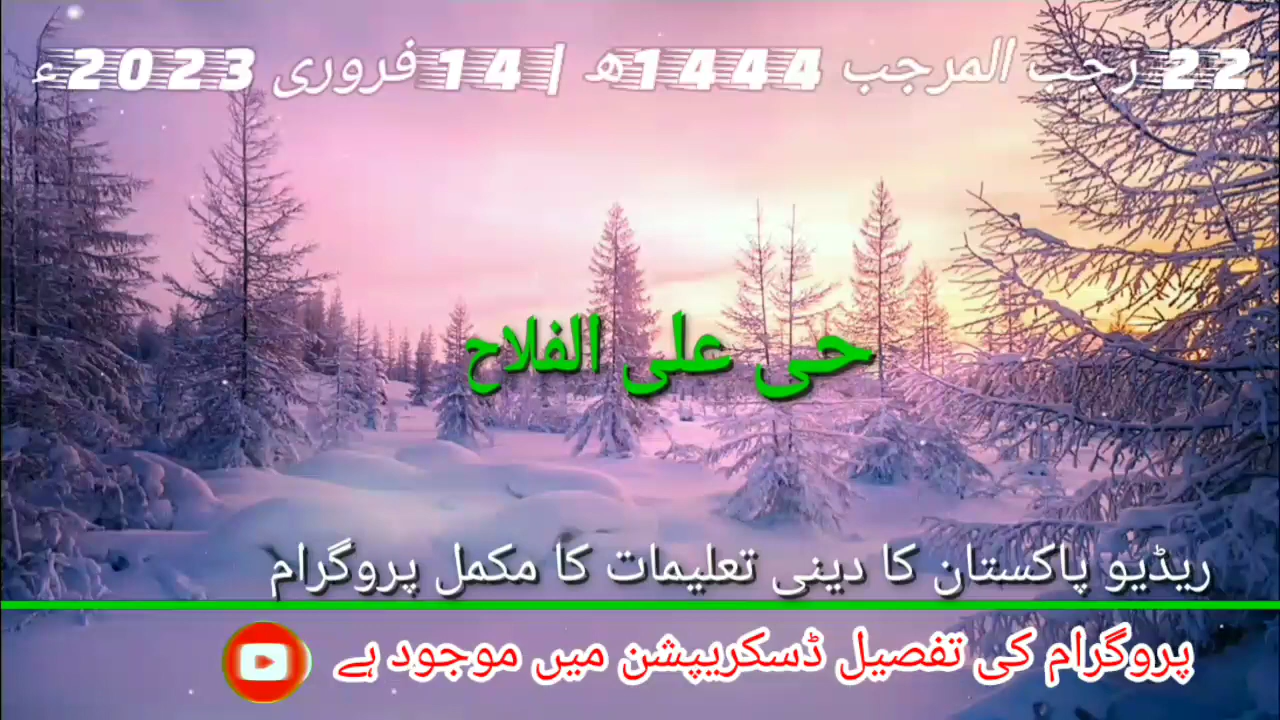 22 رجب المرجب 1444ھ | 14 فروری 2023ء
حی علی الفلاح
ریڈیو پاکستان کا دینی تعلیمات کا مکمل پروگرام
پروگرام کی تفصیل ڈسکریپشن میں موجود ہے